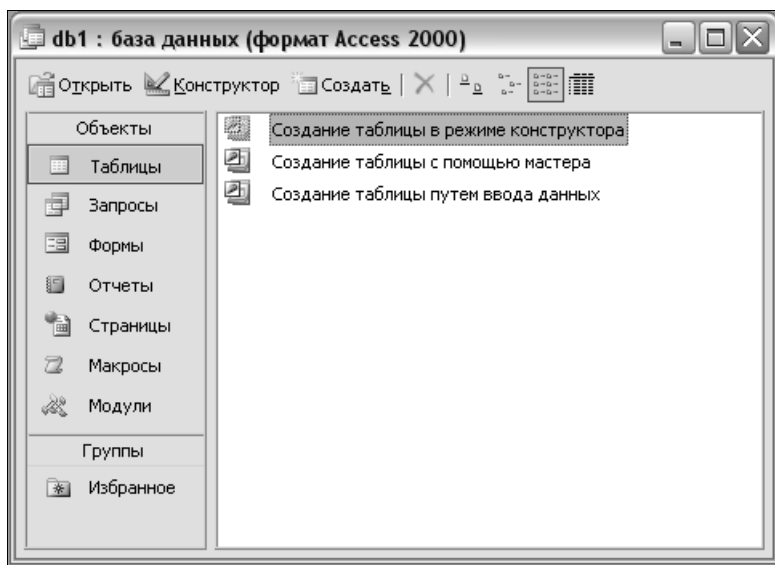 db1 : база данных (формат Access 2000)
Открыть Конструктор Создать
Объекты
Таблицы
Запросы
Формы
Отчеты
Страницы
Макросы
Модули
Группы
Избранное
Создание таблицы в режиме конструктора
Создание таблицы с помощью мастера
Создание таблицы путем ввода данных